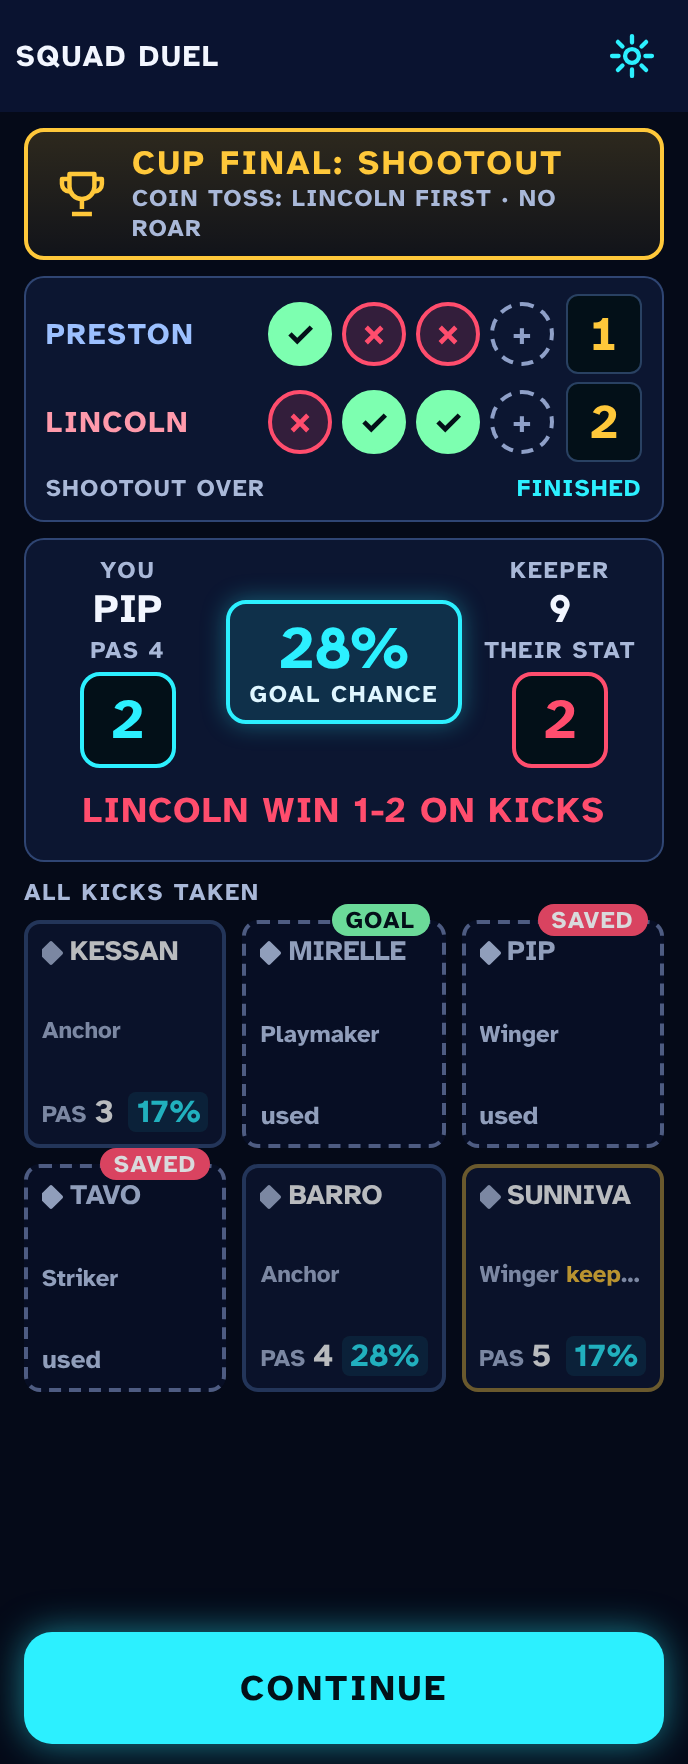 SQUAD DUEL
CUP FINAL: SHOOTOUT
COIN TOSS: LINCOLN FIRST · NO
ROAR
PRESTON + 1
LINCOLN + 2
SHOOTOUT OVER FINISHED
YOU
PIP
PAS 4
2
28%
GOAL CHANCE
KEEPER
9
THEIR STAT
2
LINCOLN WIN 1-2 ON KICKS
ALL KICKS TAKEN
KESSAN
Anchor
PAS 3 17%
GOAL
MIRELLE
Playmaker
used
SAVED
PIP
Winger
used
SAVED
TAVO
Striker
used
BARRO
Anchor
PAS 4 28%
SUNNIVA
Winger keep...
PAS 5 17%
CONTINUE